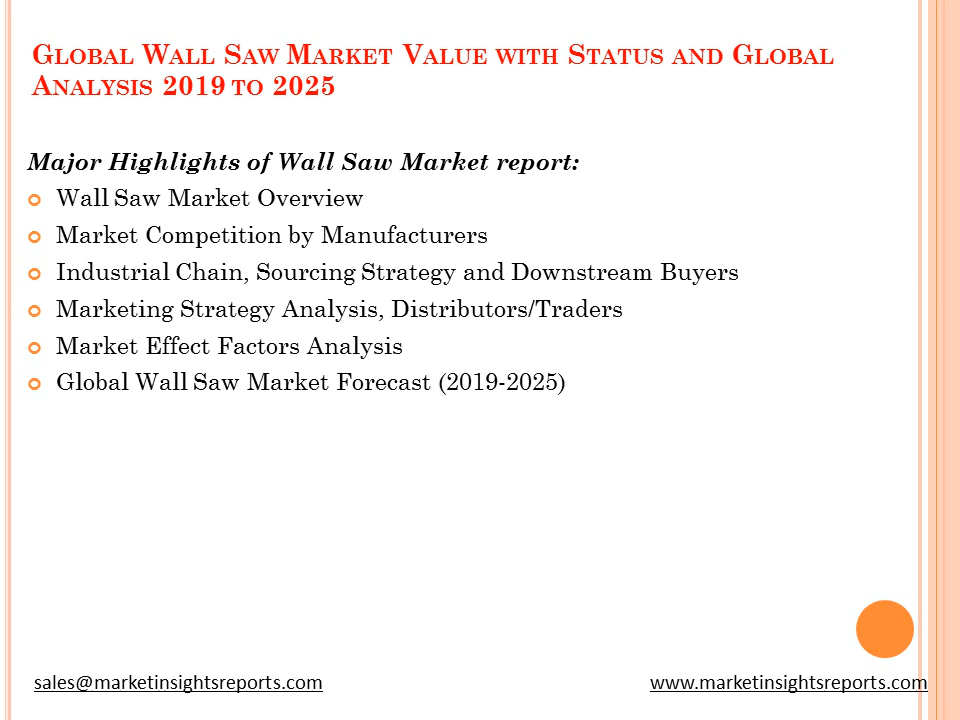 Global Wall Saw Market Value with Status and Global
Analysis 2019 to 2025
Major Highlights of Wall Saw Market report:
Wall Saw Market Overview
Market Competition by Manufacturers
Industrial Chain, Sourcing Strategy and Downstream Buyers
Marketing Strategy Analysis, Distributors/Traders
Market Effect Factors Analysis
Global Wall Saw Market Forecast (2019-2025)
sales@marketinsightsreports.com
www.marketinsightsreports.com